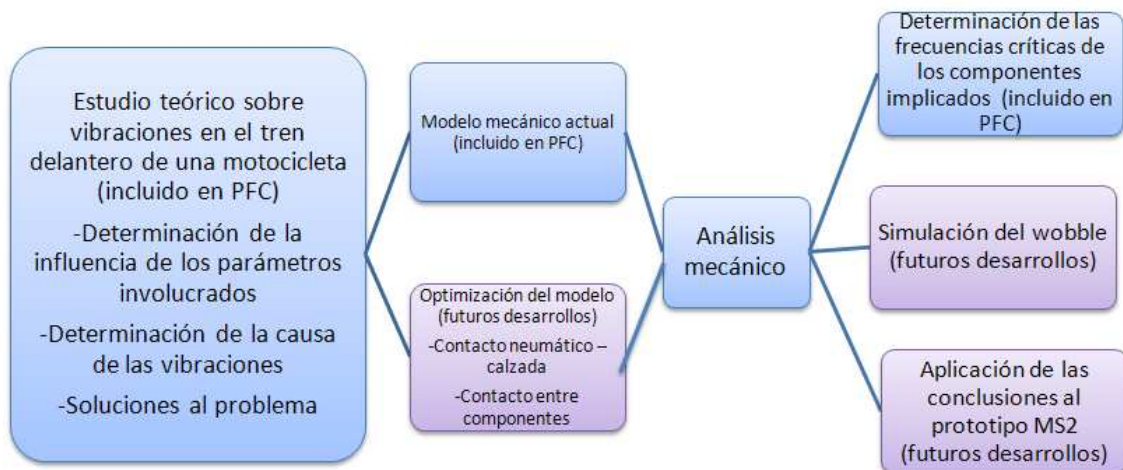 Estudio teórico sobre
vibraciones en el tren
delantero de una motocicleta
(incluido en PFC)
-Determinación de la
influencia de los parámetros
involucrados
-Determinación de la causa
de las vibraciones
-Soluciones al problema
Modelo mecánico actual
(incluido en PFC)
Optimización del modelo
(futuros desarrollos)
-Contacto neumático –
calzada
-Contacto entre
componentes
Análisis
mecánico
Determinación de las
frecuencias críticas de
los componentes
implicados (incluido en
PFC)
Simulación del wobble
(futuros desarrollos)
Aplicación de las
conclusiones al
prototipo MS2
(futuros desarrollos)